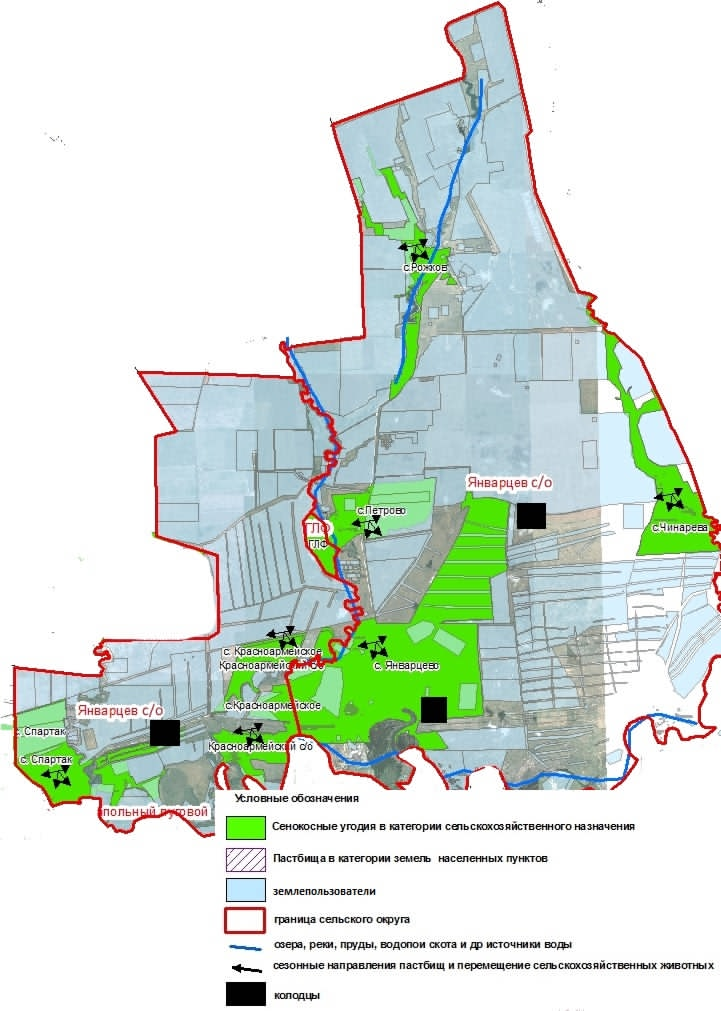 с.Рожков
Январцев с/о
с.Петрово
ГЛФ
ГЛФ
с.Чинарева
с. Красноармейское
Красноармейский с/о
с. Январцево
с.Красноармейское
Январцев с/о
с. Спартак
Красноармейский с/о
с. Спартак
польный луговой
Условные обозначения
Сенокосные угодия в категории сельскохозяйственного назначения
Пастбища в категории земель населенных пунктов
землепользователи
граница сельского округа
озера, реки, пруды, водопои скота и др источники воды
сезонные направления пастбищ и перемещение сельскохозяйственных животных
колодцы